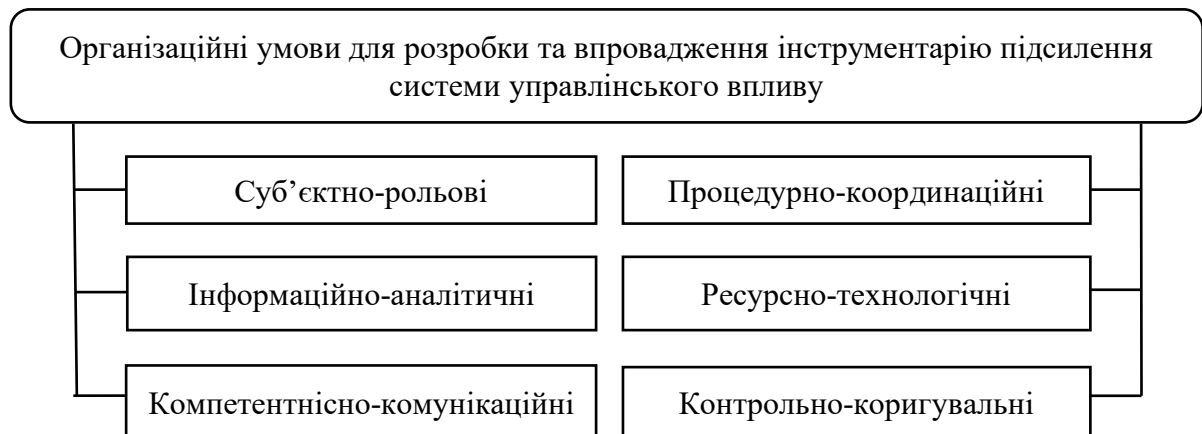 Організаційні умови для розробки та впровадження інструментарію підсилення
системи управлінського впливу
Суб’єктно-рольові
Процедурно-координаційні
Інформаційно-аналітичні
Ресурсно-технологічні
Компетентнісно-комунікаційні
Контрольно-коригувальні